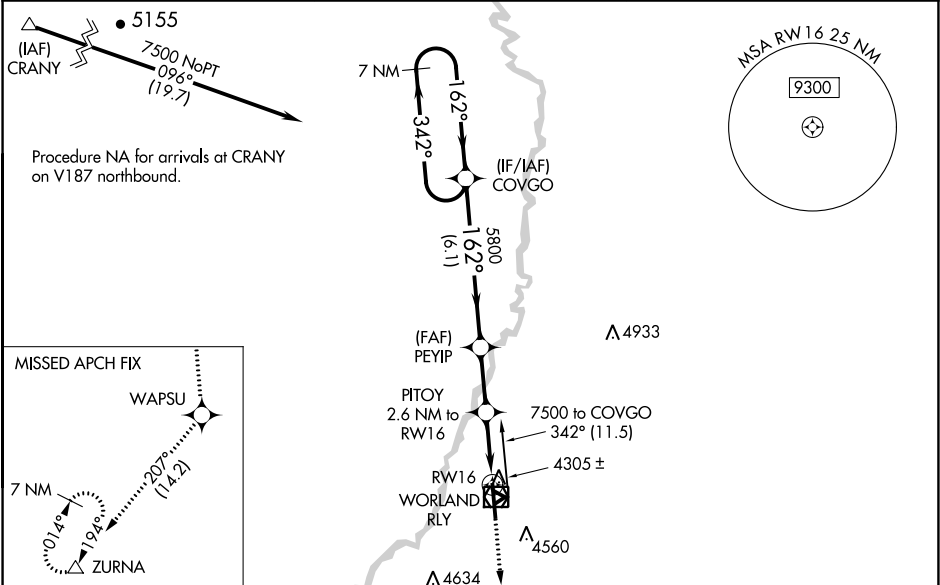 5155
(IAF)
CRANY
7500 NoPT
096°
(19.7)
Procedure NA for arrivals at CRANY
on V187 northbound.
7 NM
162°
342°
(IF/IAF)
COVGO
5800
162°
(6.1)
MSA RW16 25 NM
9300
(FAF)
PEYIP
4933
PITOY
2.6 NM to
RW16
7500 to COVGO
342° (11.5)
4305 ±
RW16
WORLAND
RLY
4560
4634
MISSED APCH FIX
WAPSU
207°
(14.2)
7 NM
014°
194°
ZURNA